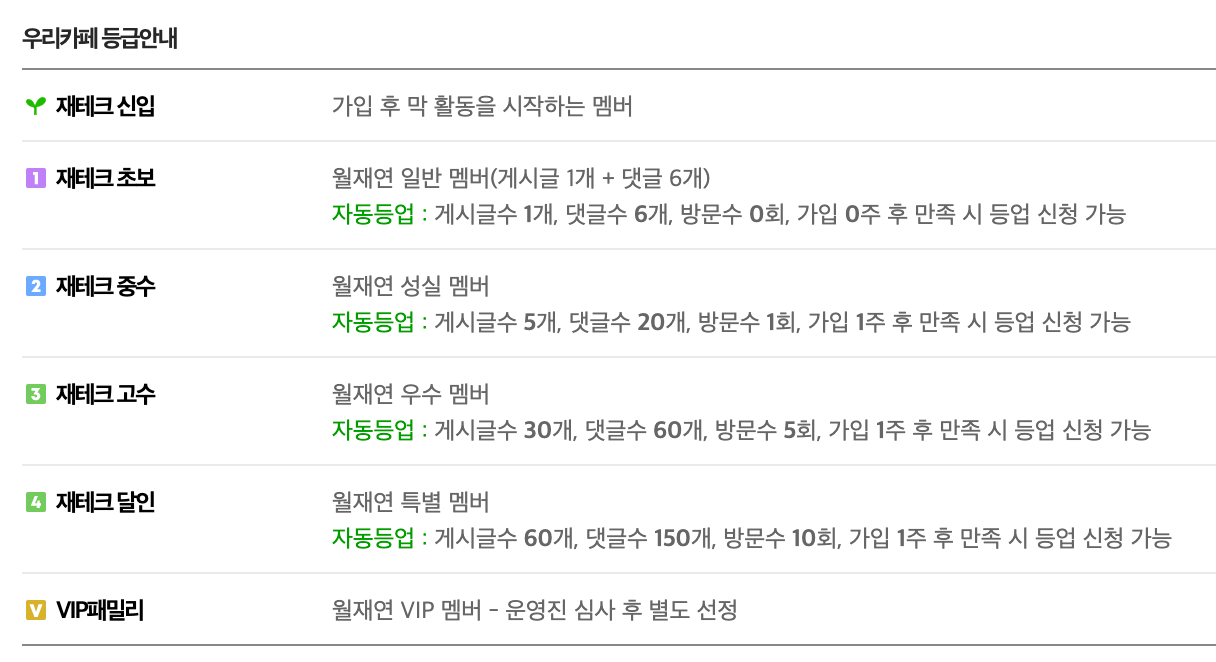 우리카페 등급안내
재테크 신입 가입 후 막 활동을 시작하는 멤버
1 재테크 초보 월재연 일반 멤버(게시글 1개 + 댓글 6개)
자동등업 : 게시글수 1개, 댓글수 6개, 방문수 0회, 가입 0주 후 만족 시 등업 신청 가능
2 재테크 중수 월재연 성실 멤버
자동등업 : 게시글수 5개, 댓글수 20개, 방문수 1회, 가입 1주 후 만족 시 등업 신청 가능
3 재테크 고수 월재연 우수 멤버
자동등업 : 게시글수 30개, 댓글수 60개, 방문수 5회, 가입 1주 후 만족 시 등업 신청 가능
4 재테크 달인 월재연 특별 멤버
자동등업 : 게시글수 60개, 댓글수 150개, 방문수 10회, 가입 1주 후 만족 시 등업 신청 가능
V VIP패밀리 월재연 VIP 멤버 - 운영진 심사 후 별도 선정